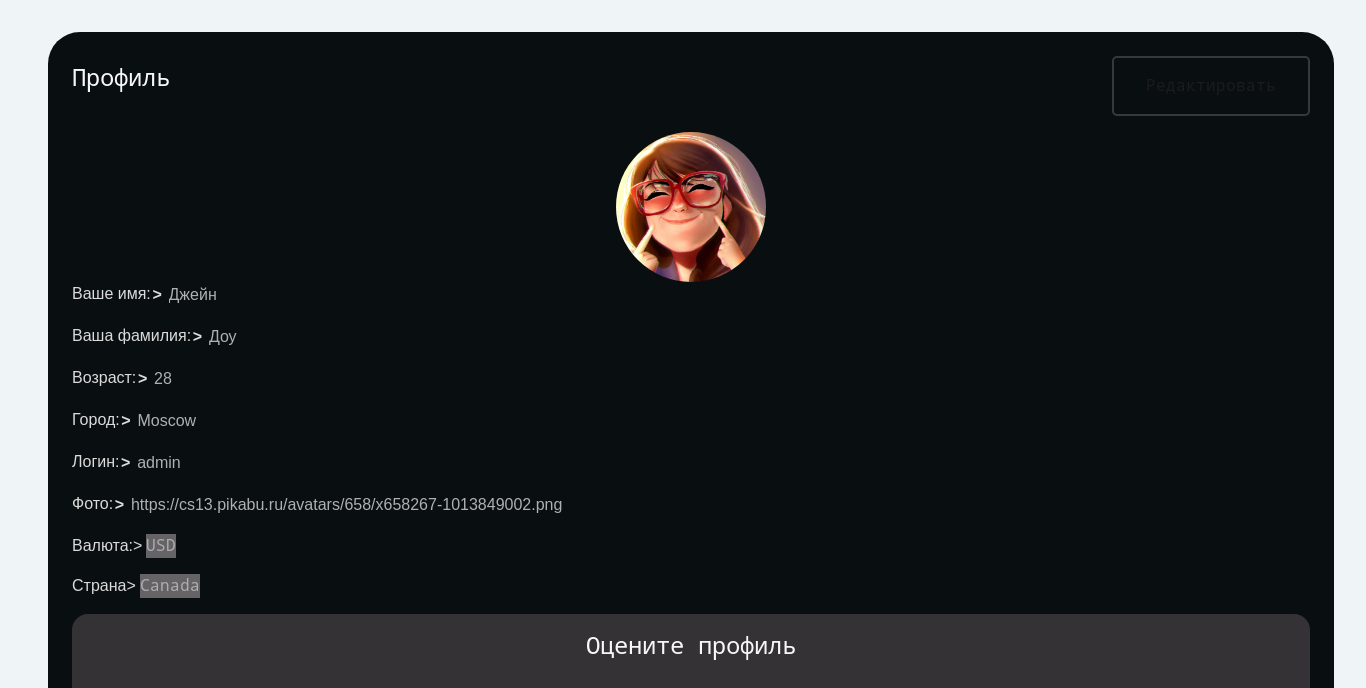 Профиль
Редактировать
Ваше имя:> Джейн
Ваша фамилия:> Доу
Возраст:> 28
Город:> Moscow
Логин:> admin
Фото:> https://cs13.pikabu.ru/avatars/658/x658267-1013849002.png
Валюта:> USD
Страна> Canada
Оцените профиль